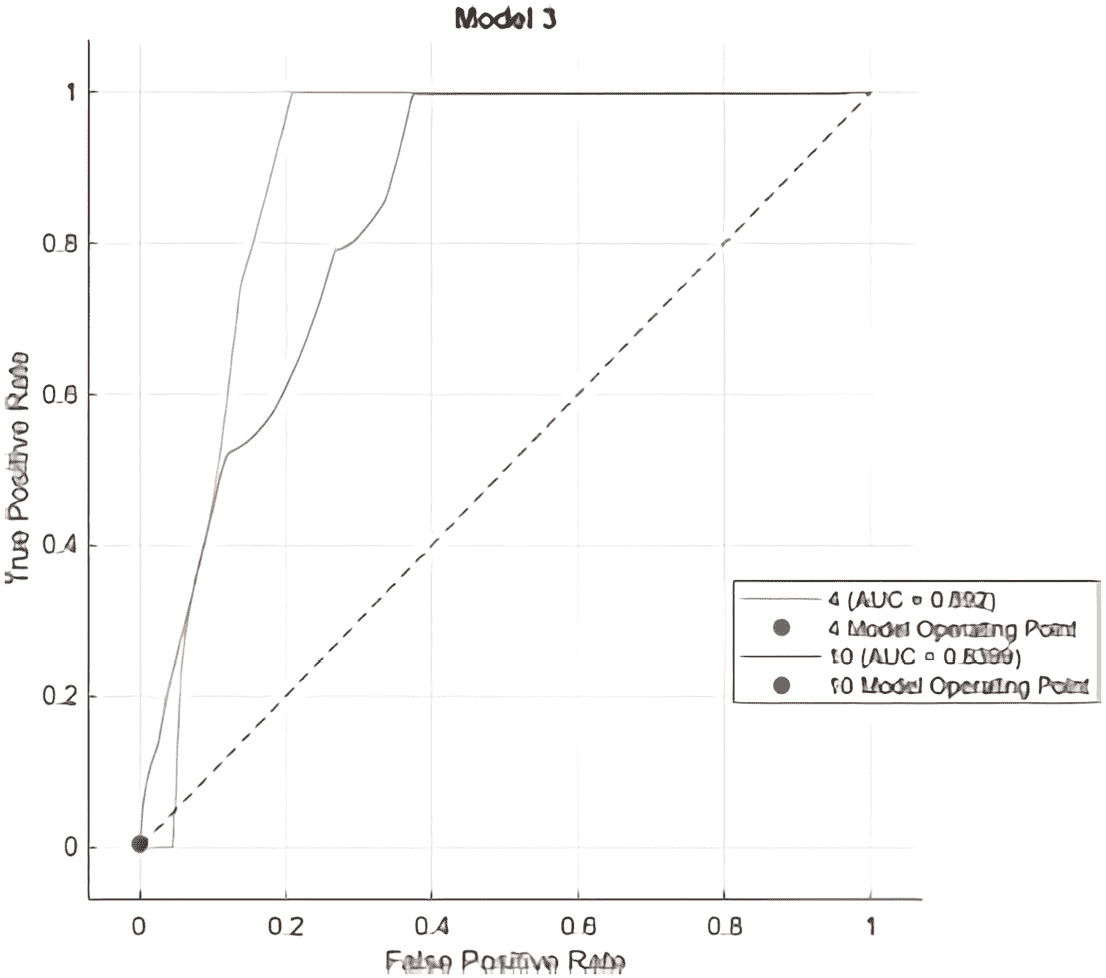 Model 3
1
0.8
0.6
0.4
0.2
0
True Positive Rate
0
0.2
0.4
0.6
0.8
1
False Positive Rate
4 (AUC =
4 Model Operating Point
10 (AUC =
10 Model Operating Point